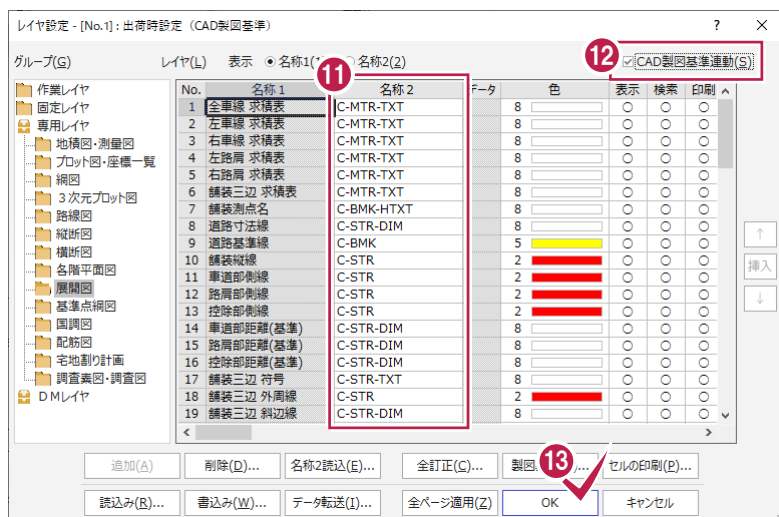 レイヤ設定 - [No.1] : 出荷時設定（CAD製図基準）
? ×
グループ(G) レイヤ(L) 表示 名称1(1) 名称2(2) ✓CAD製図基準連動(S)
11
12
作業レイヤ
固定レイヤ
専用レイヤ
地積図・測量図
プロット図・座標一覧
網図
３次元プロット図
路線図
縦断図
横断図
各階平面図
展開図
基準点網図
国調図
配筋図
宅地割り計画
調査素図・調査図
ＤＭレイヤ
No. 名称１ 名称２ データ 色 表示 検索 印刷
1 全車線 求積表 C-MTR-TXT 8 ○ ○ ○
2 左車線 求積表 C-MTR-TXT 8 ○ ○ ○
3 右車線 求積表 C-MTR-TXT 8 ○ ○ ○
4 左路肩 求積表 C-MTR-TXT 8 ○ ○ ○
5 右路肩 求積表 C-MTR-TXT 8 ○ ○ ○
6 舗装三辺 求積表 C-MTR-TXT 8 ○ ○ ○
7 舗装測点名 C-BMK-HTXT 8 ○ ○ ○
8 道路寸法線 C-STR-DIM 8 ○ ○ ○
9 道路基準線 C-BMK 5 ○ ○ ○
10 舗装縦線 C-STR 2 ○ ○ ○
11 車道部側線 C-STR 2 ○ ○ ○
12 路肩部側線 C-STR 2 ○ ○ ○
13 控除部側線 C-STR 2 ○ ○ ○
14 車道部距離(基準) C-STR-DIM 8 ○ ○ ○
15 路肩部距離(基準) C-STR-DIM 8 ○ ○ ○
16 控除部距離(基準) C-STR-DIM 8 ○ ○ ○
17 舗装三辺 符号 C-STR-TXT 8 ○ ○ ○
18 舗装三辺 外周線 C-STR 2 ○ ○ ○
19 舗装三辺 斜辺線 C-STR-DIM 8 ○ ○ ○
↑
挿入
↓
13
追加(A) 削除(D)... 名称2読込(E)... 全訂正(C)... 製図 ... セルの印刷(P)...
読込み(R)... 書込み(W)... データ転送(I)... 全ページ適用(Z) OK キャンセル